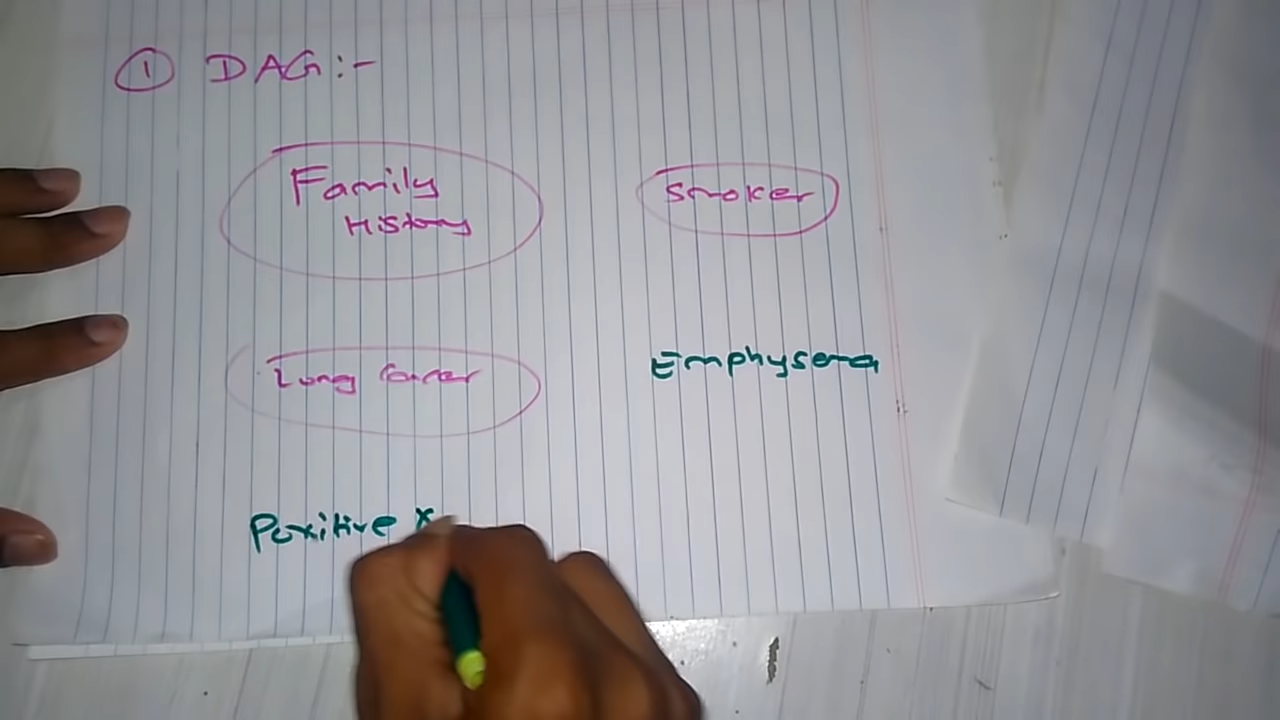 ① DAG:-
Family
History
Smoker
Lung Cancer
Emphysema
Positive X